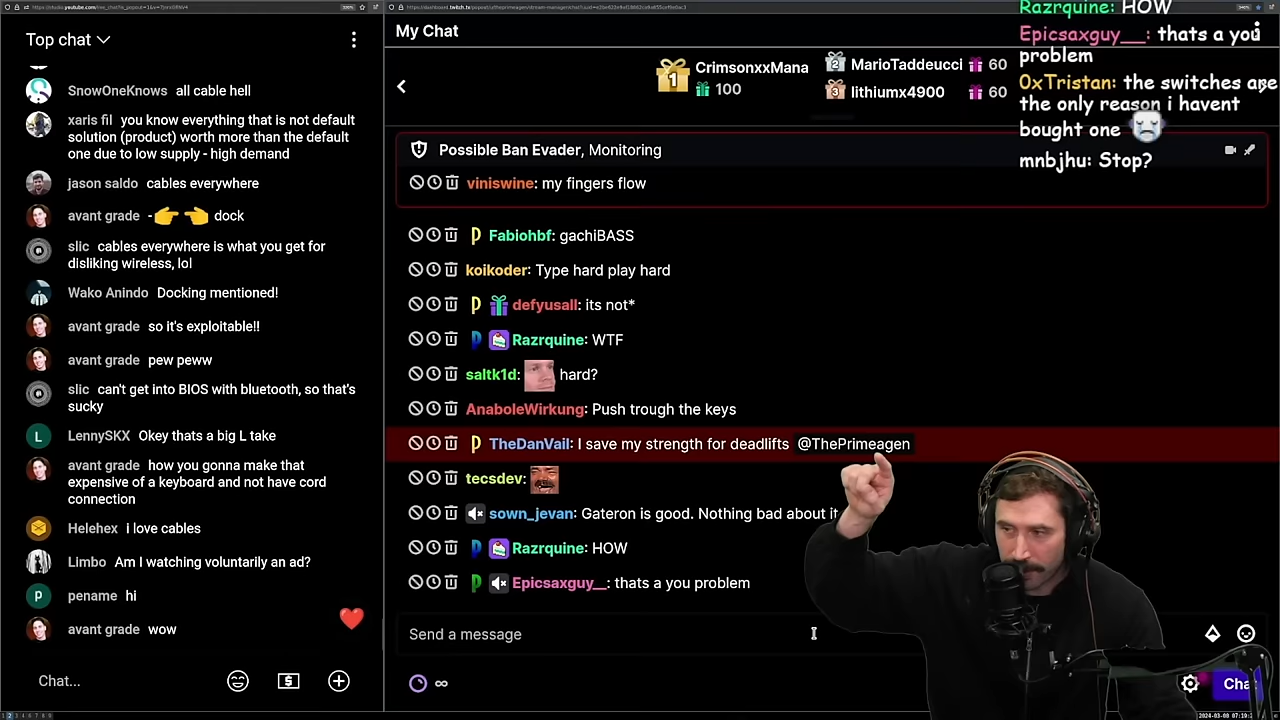 Top chat
SnowOneKnows all cable hell
xaris fil you know everything that is not default
solution (product) worth more than the default
one due to low supply - high demand
jason saldo cables everywhere
avant grade -👉 👈 dock
slic cables everywhere is what you get for
disliking wireless, lol
Wako Anindo Docking mentioned!
avant grade so it's exploitable!!
avant grade pew peww
slic can't get into BIOS with bluetooth, so that's
sucky
L LennySKX Okey thats a big L take
avant grade how you gonna make that
expensive of a keyboard and not have cord
connection
Helehex i love cables
Limbo Am I watching voluntarily an ad?
p pename hi
avant grade wow
Chat...
My Chat
1 CrimsonxxMana
100
2 MarioTaddeucci 60
3 lithiumx4900 60
Possible Ban Evader, Monitoring
viniswine: my fingers flow
Fabiohbf: gachiBASS
koikoder: Type hard play hard
defyusall: its not*
Razrquine: WTF
saltk1d: hard?
AnaboleWirkung: Push trough the keys
TheDanVail: I save my strength for deadlifts @ThePrimeagen
tecsdev:
sown_jevan: Gateron is good. Nothing bad about it
Razrquine: HOW
Epicsaxguy__: thats a you problem
Send a message
∞
Chat
Razrquine: HOW
Epicsaxguy__: thats a you
problem
0xTristan: the switches are
the only reason i havent
bought one
mnbjhu: Stop?